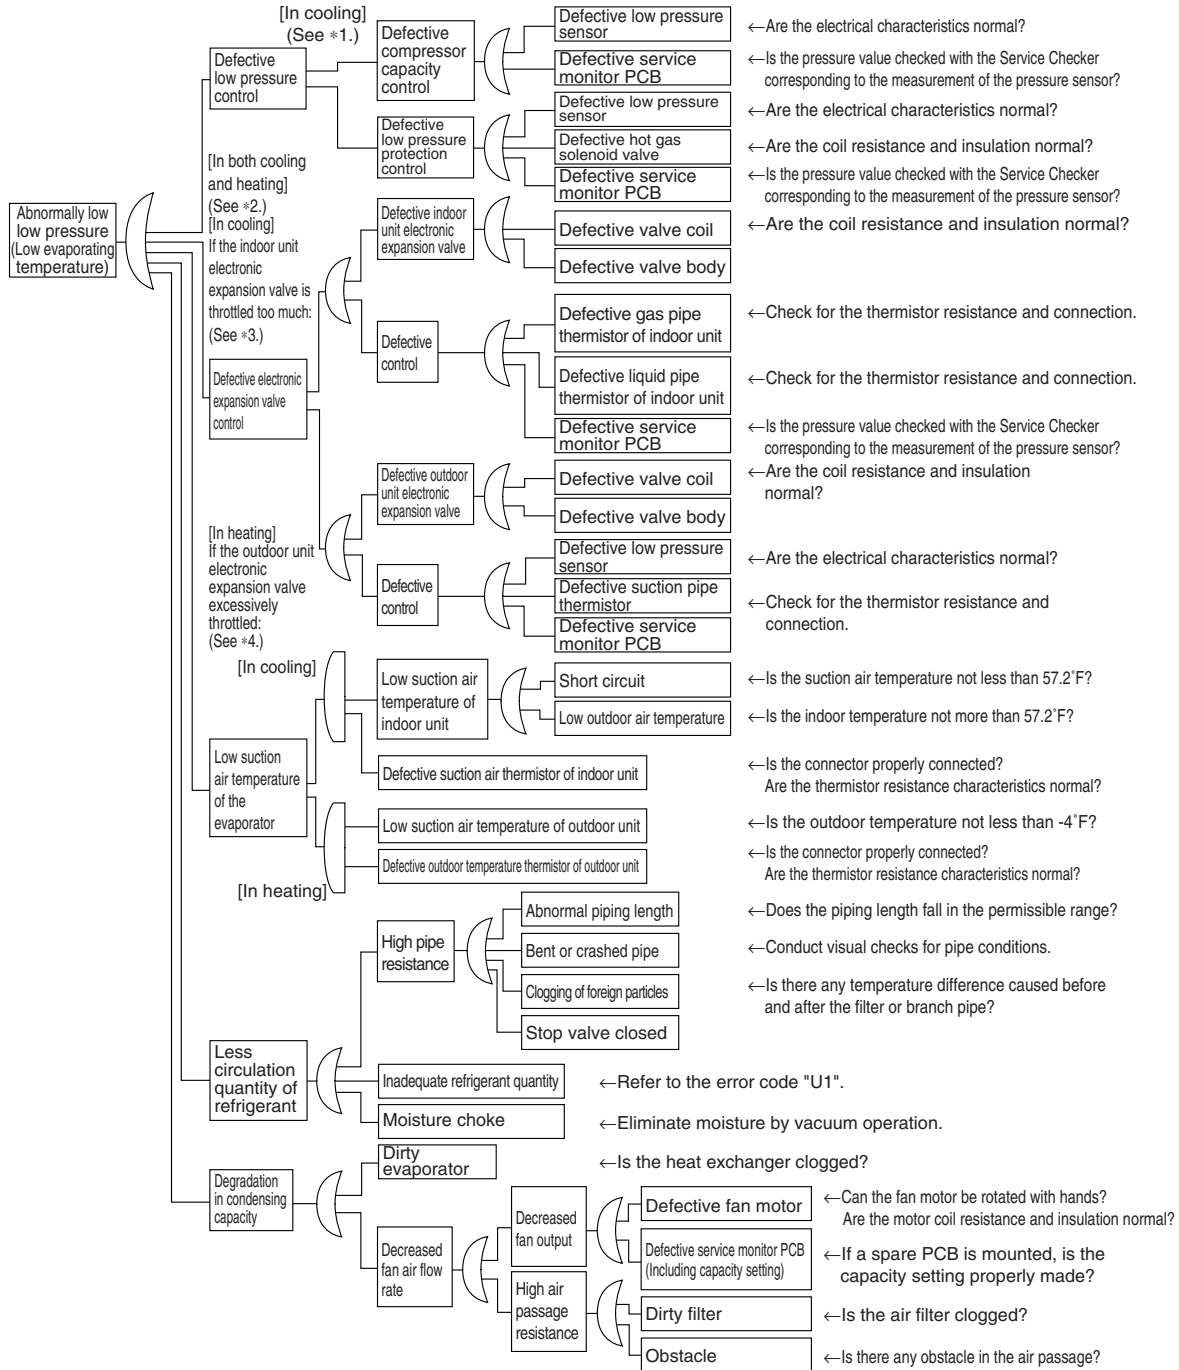 Abnormally low
low pressure
(Low evaporating
temperature)
[In cooling]
(See *1.)
Defective
low pressure
control
Defective
compressor
capacity
control
Defective low pressure
sensor
←Are the electrical characteristics normal?
Defective service
monitor PCB
←Is the pressure value checked with the Service Checker
corresponding to the measurement of the pressure sensor?
Defective
low pressure
protection
control
Defective low pressure
sensor
←Are the electrical characteristics normal?
Defective hot gas
solenoid valve
←Are the coil resistance and insulation normal?
Defective service
monitor PCB
←Is the pressure value checked with the Service Checker
corresponding to the measurement of the pressure sensor?
[In both cooling
and heating]
(See *2.)
[In cooling]
If the indoor unit
electronic
expansion valve is
throttled too much:
(See *3.)
Defective electronic
expansion valve
control
Defective indoor
unit electronic
expansion valve
Defective valve coil
←Are the coil resistance and insulation normal?
Defective valve body
Defective
control
Defective gas pipe
thermistor of indoor unit
←Check for the thermistor resistance and connection.
Defective liquid pipe
thermistor of indoor unit
←Check for the thermistor resistance and connection.
Defective service
monitor PCB
←Is the pressure value checked with the Service Checker
corresponding to the measurement of the pressure sensor?
[In heating]
If the outdoor unit
electronic
expansion valve
excessively
throttled:
(See *4.)
Defective outdoor
unit electronic
expansion valve
Defective valve coil
←Are the coil resistance and insulation
normal?
Defective valve body
Defective
control
Defective low pressure
sensor
←Are the electrical characteristics normal?
Defective suction pipe
thermistor
←Check for the thermistor resistance and
connection.
Defective service
monitor PCB
Low suction
air temperature
of the
evaporator
[In cooling]
Low suction air
temperature of
indoor unit
Short circuit
←Is the suction air temperature not less than 57.2˚F?
Low outdoor air temperature
←Is the indoor temperature not more than 57.2˚F?
Defective suction air thermistor of indoor unit
←Is the connector properly connected?
Are the thermistor resistance characteristics normal?
[In heating]
Low suction air temperature of outdoor unit
←Is the outdoor temperature not less than -4˚F?
Defective outdoor temperature thermistor of outdoor unit
←Is the connector properly connected?
Are the thermistor resistance characteristics normal?
Less
circulation
quantity of
refrigerant
High pipe
resistance
Abnormal piping length
←Does the piping length fall in the permissible range?
Bent or crashed pipe
←Conduct visual checks for pipe conditions.
Clogging of foreign particles
←Is there any temperature difference caused before
and after the filter or branch pipe?
Stop valve closed
Inadequate refrigerant quantity
←Refer to the error code "U1".
Moisture choke
←Eliminate moisture by vacuum operation.
Degradation
in condensing
capacity
Dirty
evaporator
←Is the heat exchanger clogged?
Decreased
fan air flow
rate
Decreased
fan output
Defective fan motor
←Can the fan motor be rotated with hands?
Are the motor coil resistance and insulation normal?
Defective service monitor PCB
(Including capacity setting)
←If a spare PCB is mounted, is the
capacity setting properly made?
High air
passage
resistance
Dirty filter
←Is the air filter clogged?
Obstacle
←Is there any obstacle in the air passage?